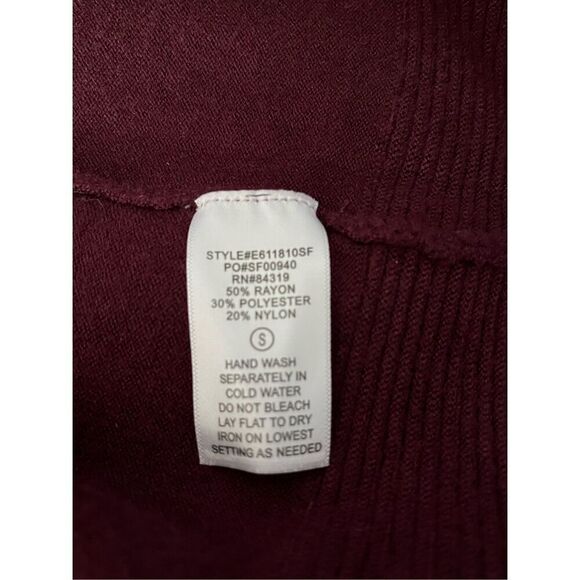 STYLE#E611810SF
PO#SF00940
RN#84319
50% RAYON
30% POLYESTER
20% NYLON
S
HAND WASH
SEPARATELY IN
COLD WATER
DO NOT BLEACH
LAY FLAT TO DRY
IRON ON LOWEST
SETTING AS NEEDED